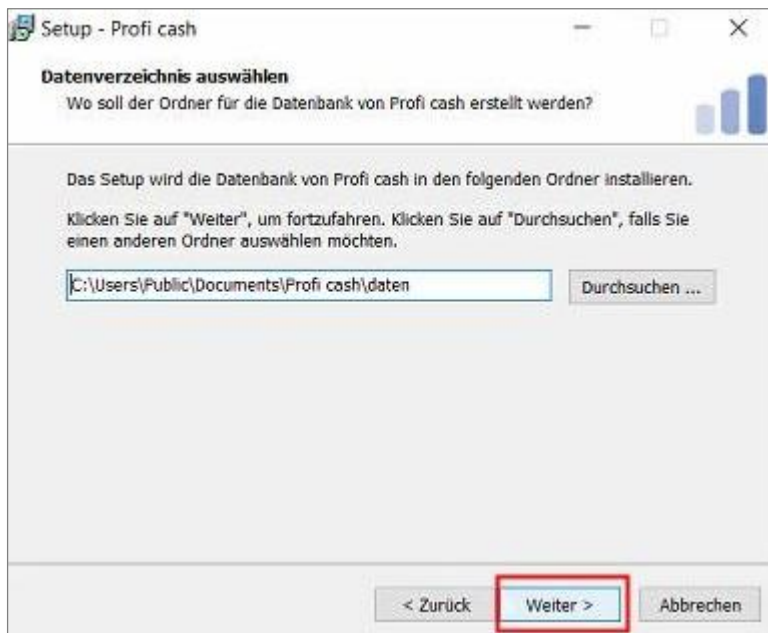 Setup - Profi cash
Datenverzeichnis auswählen
Wo soll der Ordner für die Datenbank von Profi cash erstellt werden?
Das Setup wird die Datenbank von Profi cash in den folgenden Ordner installieren.
Klicken Sie auf "Weiter", um fortzufahren. Klicken Sie auf "Durchsuchen", falls Sie
einen anderen Ordner auswählen möchten.
C:\Users\Public\Documents\Profi cash\daten
Durchsuchen ...
< Zurück
Weiter >
Abbrechen